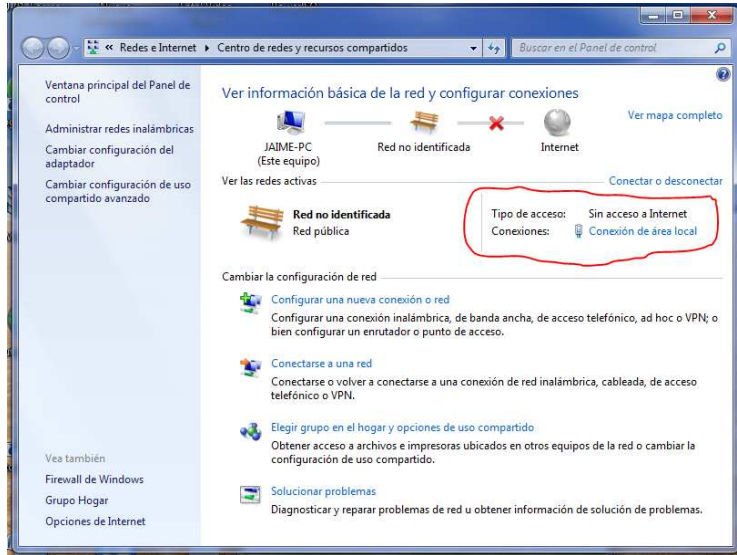 « Redes e Internet ▸ Centro de redes y recursos compartidos
Buscar en el Panel de control
Ventana principal del Panel de
control
Administrar redes inalámbricas
Cambiar configuración del
adaptador
Cambiar configuración de uso
compartido avanzado
Vea también
Firewall de Windows
Grupo Hogar
Opciones de Internet
Ver información básica de la red y configurar conexiones
Ver mapa completo
JAIME-PC
(Este equipo)
Red no identificada
Internet
Ver las redes activas
Conectar o desconectar
Red no identificada
Red pública
Tipo de acceso: Sin acceso a Internet
Conexiones: Conexión de área local
Cambiar la configuración de red
Configurar una nueva conexión o red
Configurar una conexión inalámbrica, de banda ancha, de acceso telefónico, ad hoc o VPN; o
bien configurar un enrutador o punto de acceso.
Conectarse a una red
Conectarse o volver a conectarse a una conexión de red inalámbrica, cableada, de acceso
telefónico o VPN.
Elegir grupo en el hogar y opciones de uso compartido
Obtener acceso a archivos e impresoras ubicados en otros equipos de la red o cambiar la
configuración de uso compartido.
Solucionar problemas
Diagnosticar y reparar problemas de red u obtener información de solución de problemas.